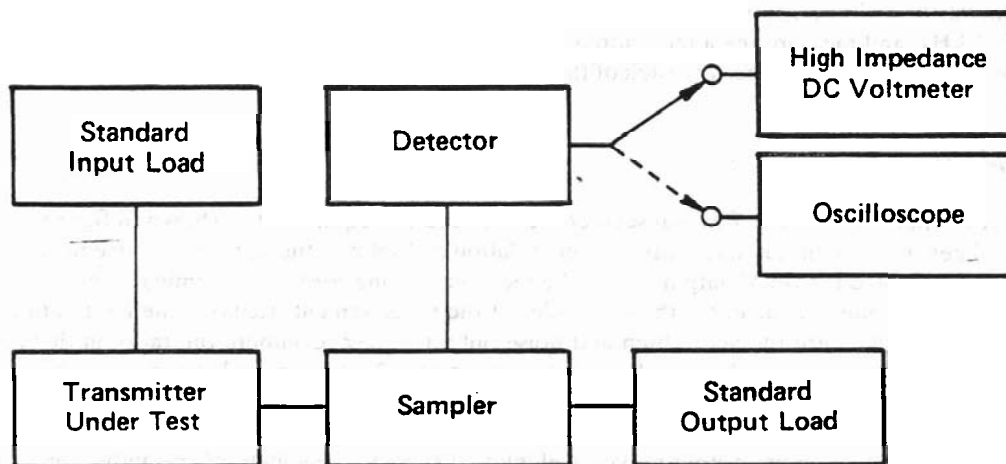 High Impedance
DC Voltmeter
Standard
Input Load
Detector
Oscilloscope
Transmitter
Under Test
Sampler
Standard
Output Load